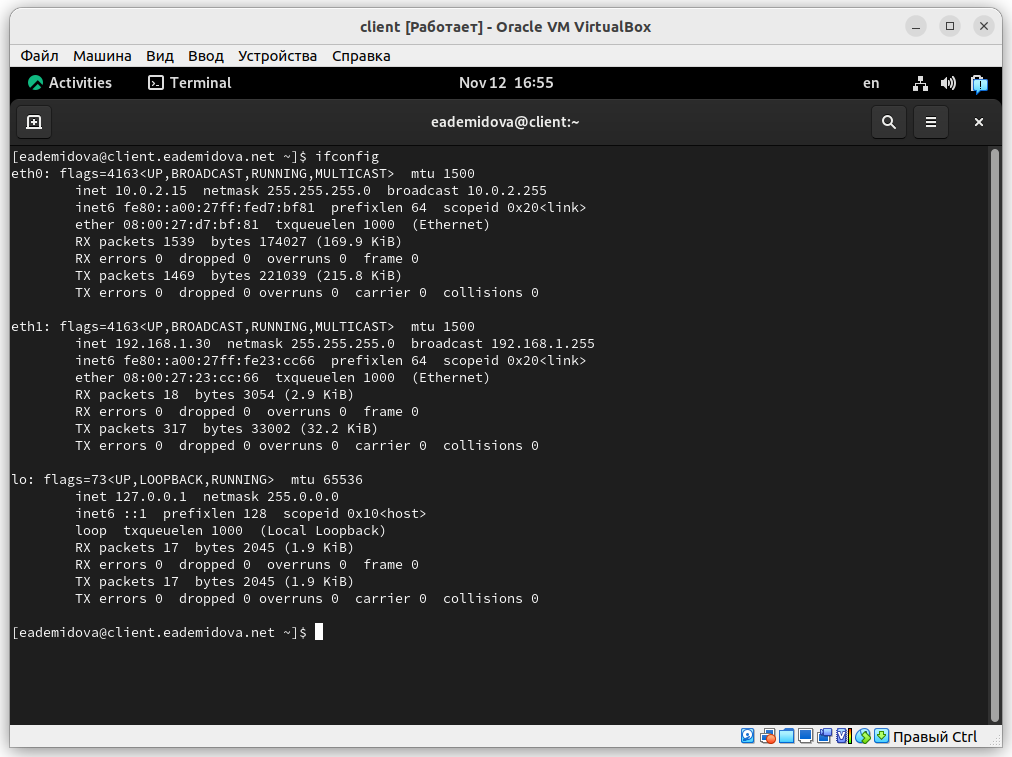 client [Работает] - Oracle VM VirtualBox
Файл Машина Вид Ввод Устройства Справка
Activities Terminal Nov 12 16:55 en
eademidova@client:~
[eademidova@client.eademidova.net ~]$ ifconfig
eth0: flags=4163<UP,BROADCAST,RUNNING,MULTICAST>  mtu 1500
        inet 10.0.2.15  netmask 255.255.255.0  broadcast 10.0.2.255
        inet6 fe80::a00:27ff:fed7:bf81  prefixlen 64  scopeid 0x20<link>
        ether 08:00:27:d7:bf:81  txqueuelen 1000  (Ethernet)
        RX packets 1539  bytes 174027 (169.9 KiB)
        RX errors 0  dropped 0  overruns 0  frame 0
        TX packets 1469  bytes 221039 (215.8 KiB)
        TX errors 0  dropped 0 overruns 0  carrier 0  collisions 0
eth1: flags=4163<UP,BROADCAST,RUNNING,MULTICAST>  mtu 1500
        inet 192.168.1.30  netmask 255.255.255.0  broadcast 192.168.1.255
        inet6 fe80::a00:27ff:fe23:cc66  prefixlen 64  scopeid 0x20<link>
        ether 08:00:27:23:cc:66  txqueuelen 1000  (Ethernet)
        RX packets 18  bytes 3054 (2.9 KiB)
        RX errors 0  dropped 0  overruns 0  frame 0
        TX packets 317  bytes 33002 (32.2 KiB)
        TX errors 0  dropped 0 overruns 0  carrier 0  collisions 0
lo: flags=73<UP,LOOPBACK,RUNNING>  mtu 65536
        inet 127.0.0.1  netmask 255.0.0.0
        inet6 ::1  prefixlen 128  scopeid 0x10<host>
        loop  txqueuelen 1000  (Local Loopback)
        RX packets 17  bytes 2045 (1.9 KiB)
        RX errors 0  dropped 0  overruns 0  frame 0
        TX packets 17  bytes 2045 (1.9 KiB)
        TX errors 0  dropped 0 overruns 0  carrier 0  collisions 0
[eademidova@client.eademidova.net ~]$
Правый Ctrl